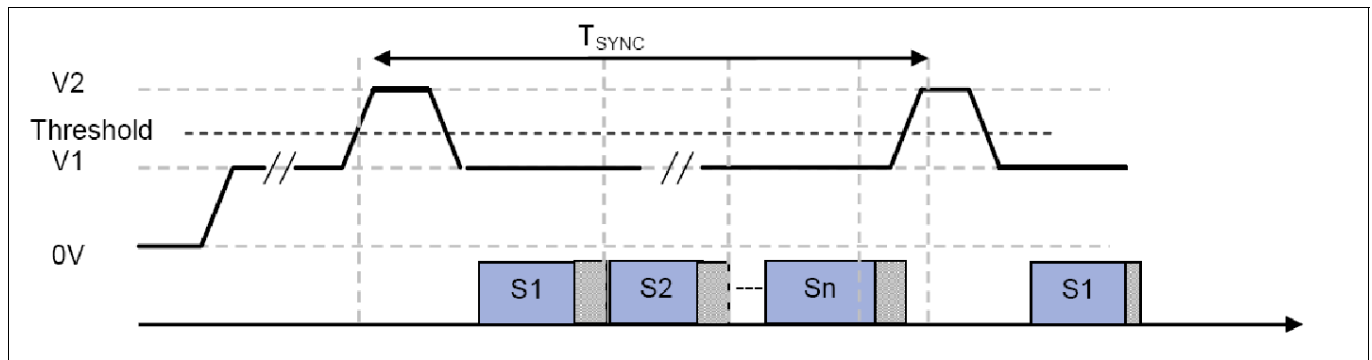 TSYNC
V2
Threshold
V1
0V
S1 S2 Sn S1